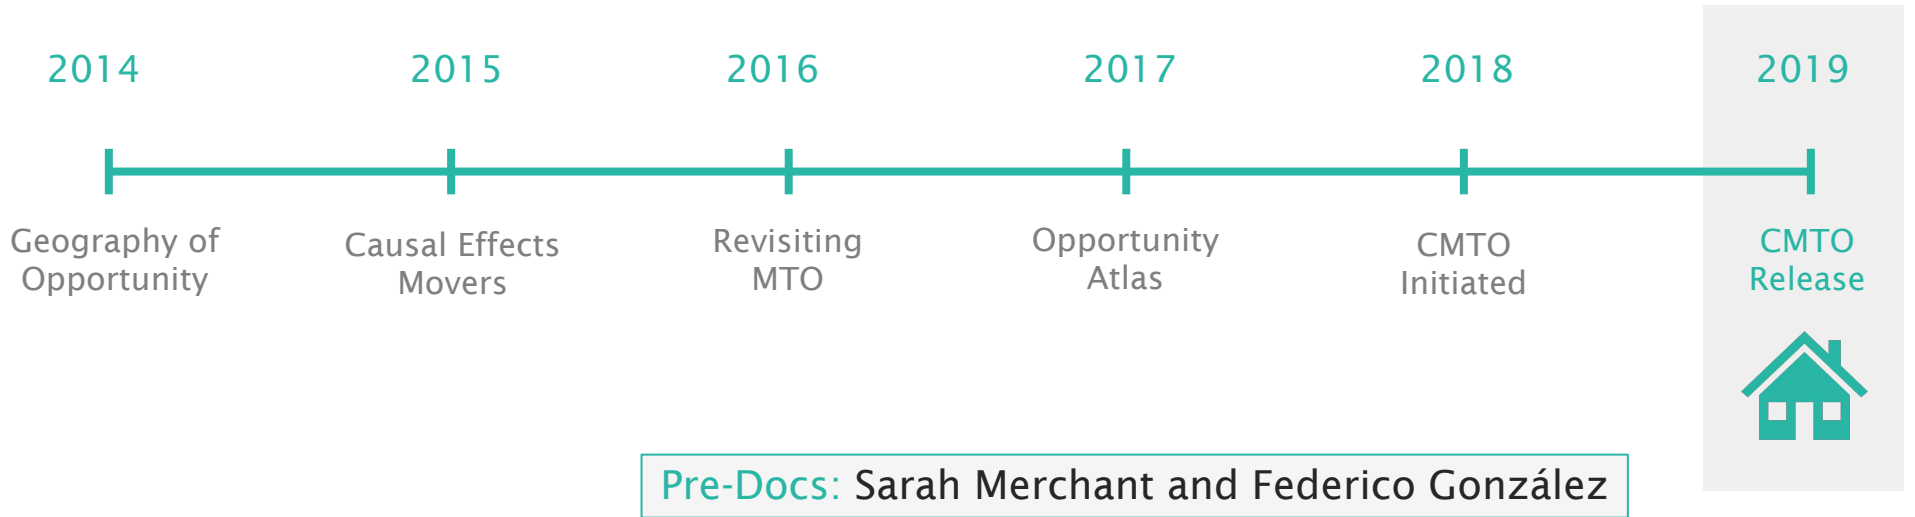 2014
2015
2016
2017
2018
2019
Geography of
Opportunity
Causal Effects
Movers
Revisiting
MTO
Opportunity
Atlas
CMTO
Initiated
CMTO
Release
Pre-Docs: Sarah Merchant and Federico González